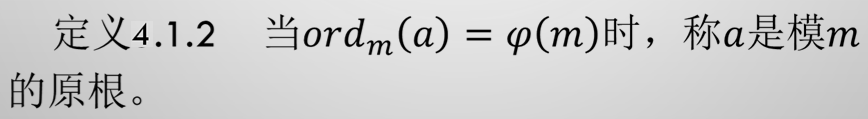 定义4.1.2 当ord_m(a) = φ(m)时，称a是模m
的原根。